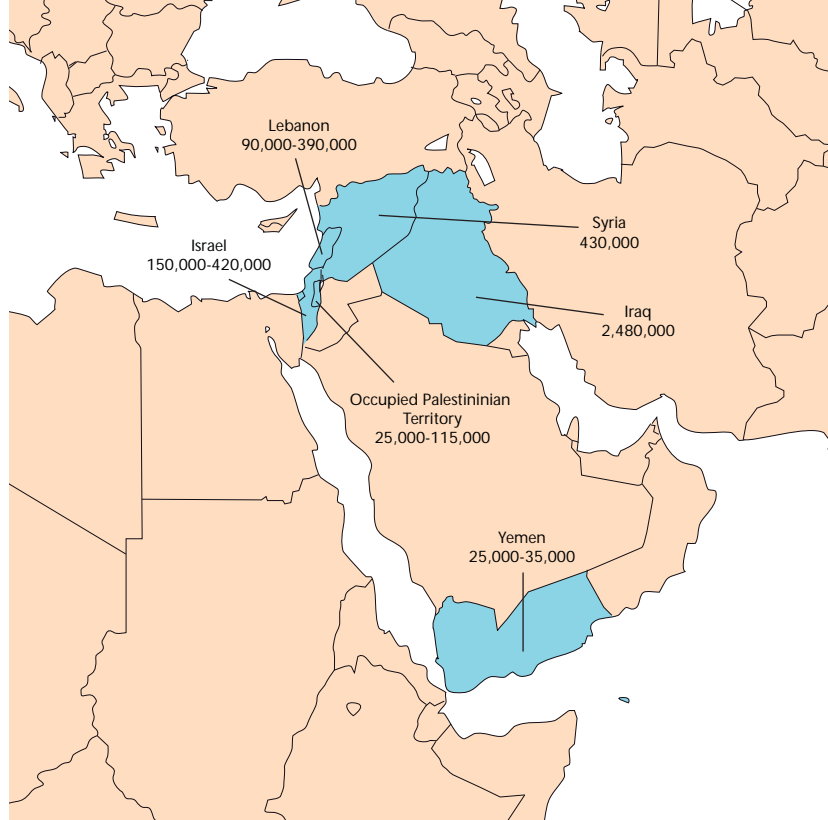 Lebanon
90,000-390,000
Israel
150,000-420,000
Syria
430,000
Iraq
2,480,000
Occupied Palestininian
Territory
25,000-115,000
Yemen
25,000-35,000